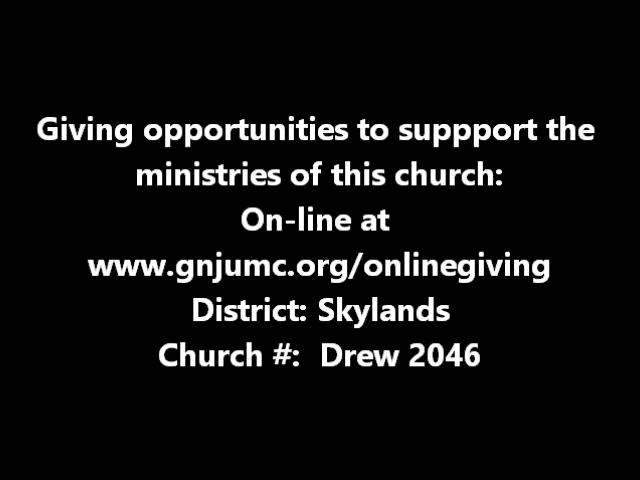 Giving opportunities to suppport the
ministries of this church:
On-line at
www.gnjumc.org/onlinegiving
District: Skylands
Church #:  Drew 2046